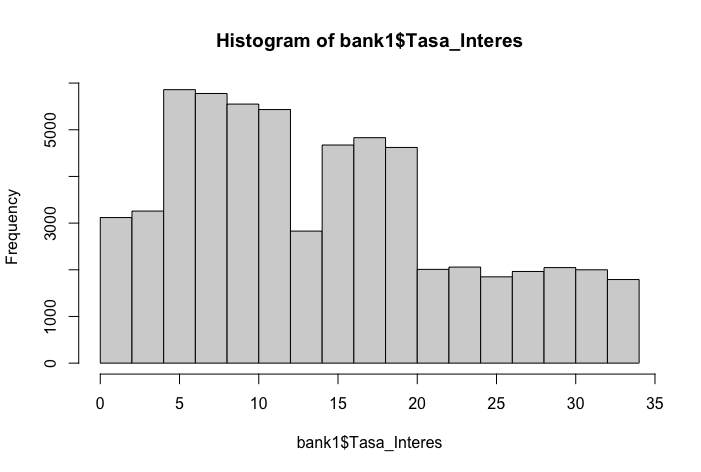 Histogram of bank1$Tasa_Interes
Frequency
5000
3000
1000
0
0 5 10 15 20 25 30 35
bank1$Tasa_Interes